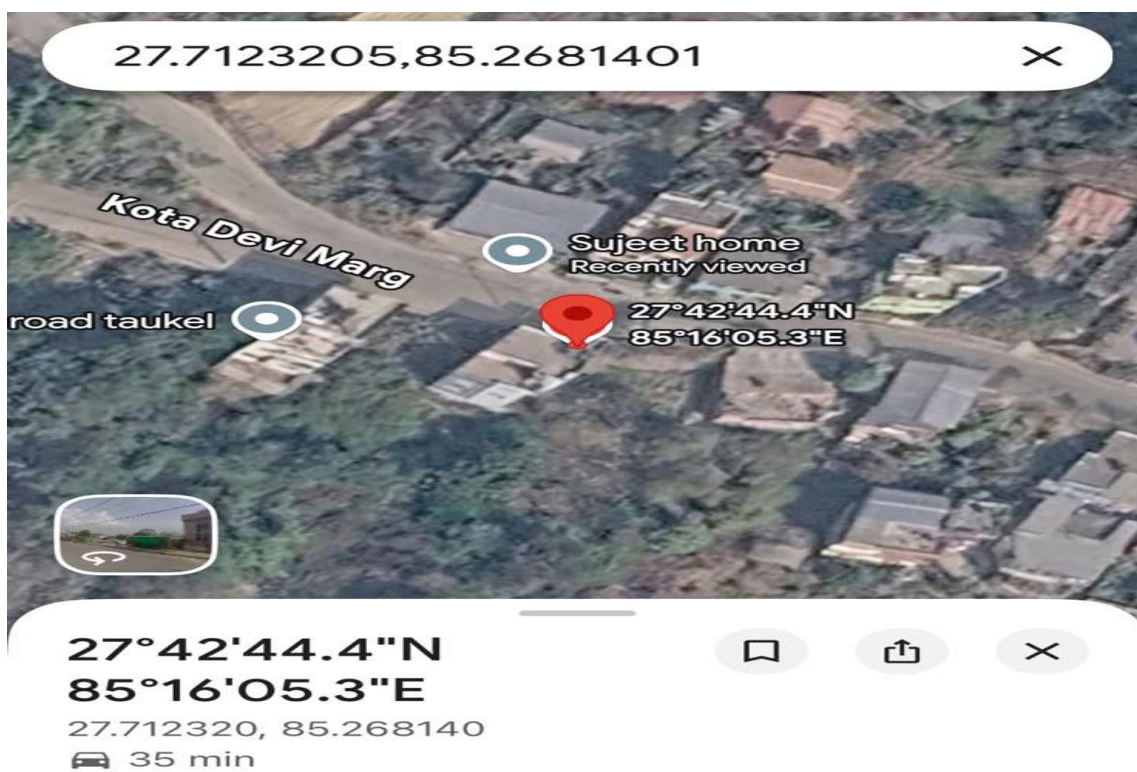 27.7123205,85.2681401
Kota Devi Marg
Sujeet home
Recently viewed
road taukel
27°42'44.4"N
85°16'05.3"E
27°42'44.4"N
85°16'05.3"E
27.712320, 85.268140
35 min